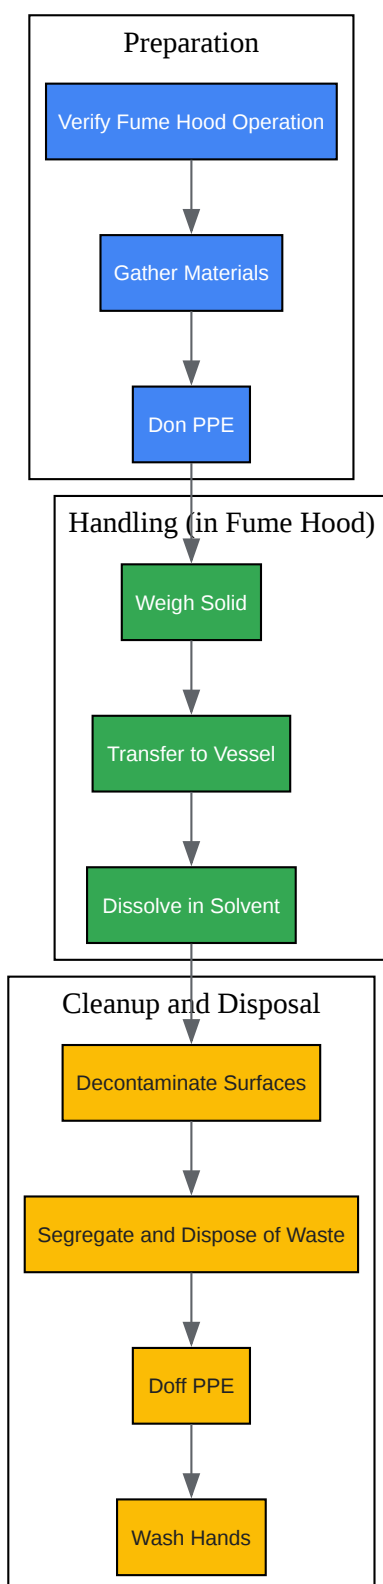 Preparation
Verify Fume Hood Operation
Gather Materials
Don PPE
Handling (in Fume Hood)
Weigh Solid
Transfer to Vessel
Dissolve in Solvent
Cleanup and Disposal
Decontaminate Surfaces
Segregate and Dispose of Waste
Doff PPE
Wash Hands